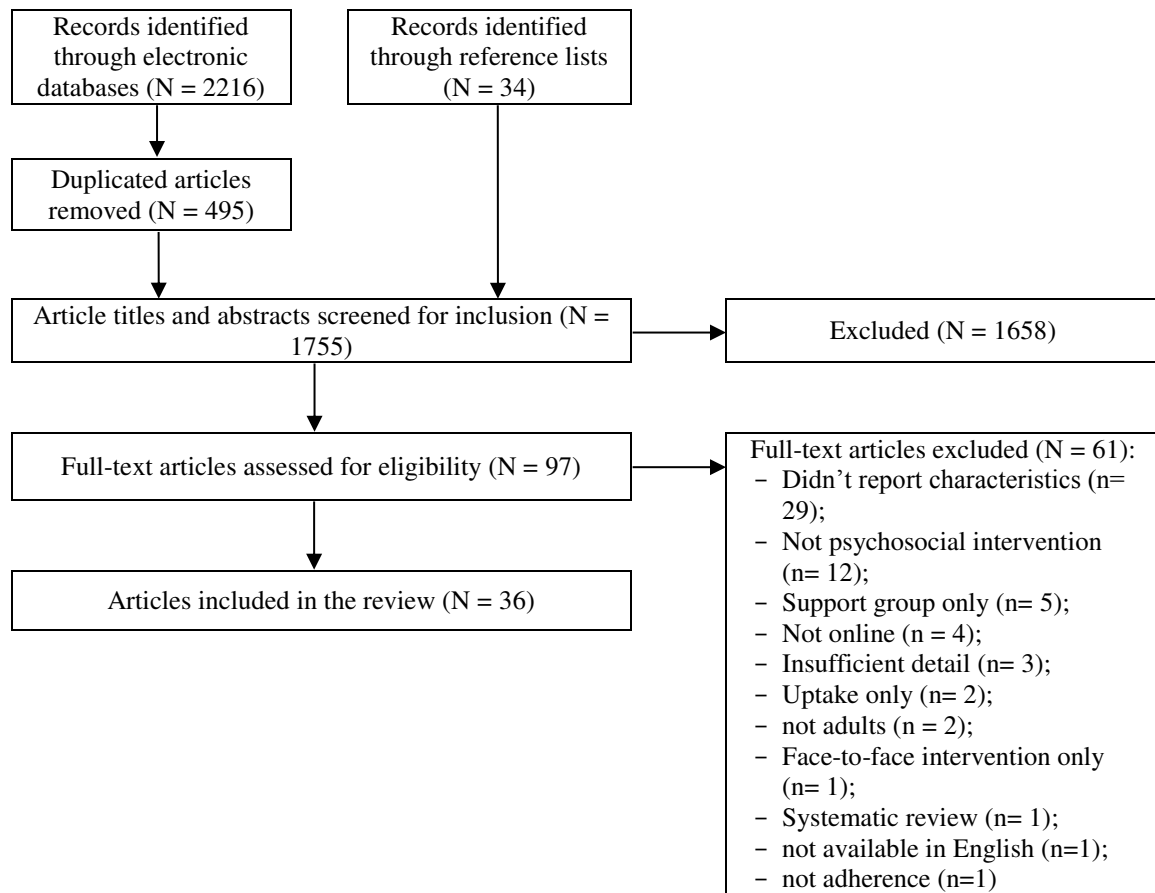 Records identified
through electronic
databases (N = 2216)
Records identified
through reference lists
(N = 34)
Duplicated articles
removed (N = 495)
Article titles and abstracts screened for inclusion (N =
1755)
Excluded (N = 1658)
Full-text articles assessed for eligibility (N = 97)
Full-text articles excluded (N = 61):
− Didn’t report characteristics (n=
29);
− Not psychosocial intervention
(n= 12);
− Support group only (n= 5);
− Not online (n = 4);
− Insufficient detail (n= 3);
− Uptake only (n= 2);
− not adults (n = 2);
− Face-to-face intervention only
(n= 1);
− Systematic review (n= 1);
− not available in English (n=1);
− not adherence (n=1)
Articles included in the review (N = 36)